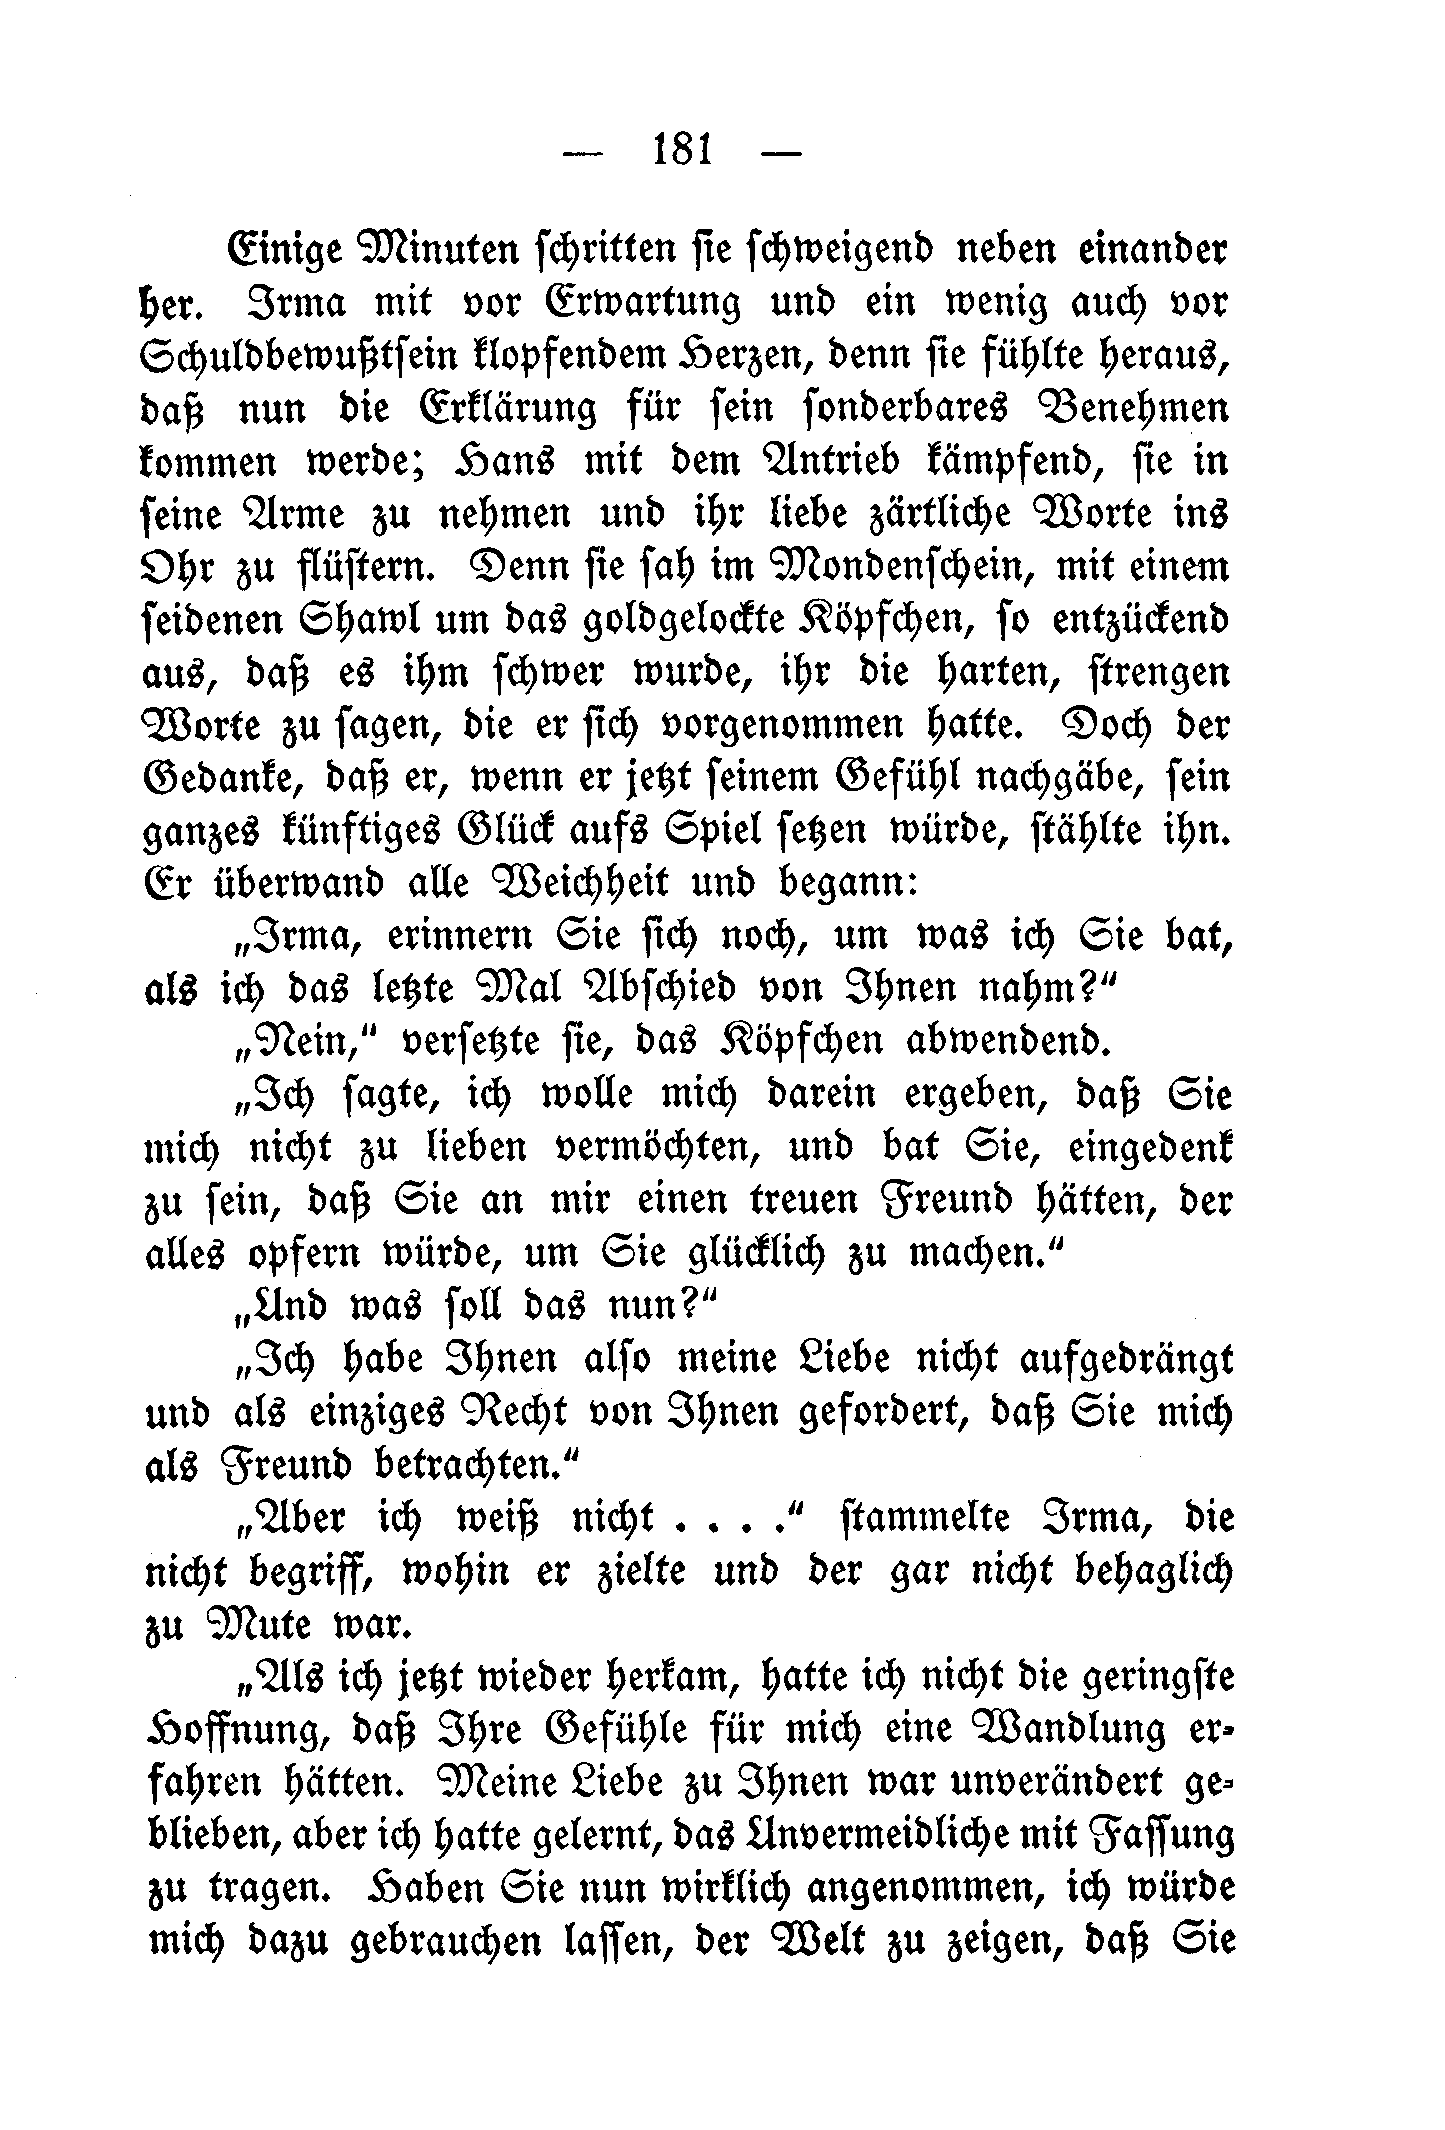 — 181 —
Einige Minuten schritten sie schweigend neben einander
her. Irma mit vor Erwartung und ein wenig auch vor
Schuldbewußtsein klopfendem Herzen, denn sie fühlte heraus,
daß nun die Erklärung für sein sonderbares Benehmen
kommen werde; Hans mit dem Antrieb kämpfend, sie in
seine Arme zu nehmen und ihr liebe zärtliche Worte ins
Ohr zu flüstern. Denn sie sah im Mondenschein, mit einem
seidenen Shawl um das goldgelockte Köpfchen, so entzückend
aus, daß es ihm schwer wurde, ihr die harten, strengen
Worte zu sagen, die er sich vorgenommen hatte. Doch der
Gedanke, daß er, wenn er jetzt seinem Gefühl nachgäbe, sein
ganzes künftiges Glück aufs Spiel setzen würde, stählte ihn.
Er überwand alle Weichheit und begann:
„Irma, erinnern Sie sich noch, um was ich Sie bat,
als ich das letzte Mal Abschied von Ihnen nahm?“
„Nein,“ versetzte sie, das Köpfchen abwendend.
„Ich sagte, ich wolle mich darein ergeben, daß Sie
mich nicht zu lieben vermöchten, und bat Sie, eingedenk
zu sein, daß Sie an mir einen treuen Freund hätten, der
alles opfern würde, um Sie glücklich zu machen.“
„Und was soll das nun?“
„Ich habe Ihnen also meine Liebe nicht aufgedrängt
und als einziges Recht von Ihnen gefordert, daß Sie mich
als Freund betrachten.“
„Aber ich weiß nicht . . . .“ stammelte Irma, die
nicht begriff, wohin er zielte und der gar nicht behaglich
zu Mute war.
„Als ich jetzt wieder herkam, hatte ich nicht die geringste
Hoffnung, daß Ihre Gefühle für mich eine Wandlung er-
fahren hätten. Meine Liebe zu Ihnen war unverändert ge-
blieben, aber ich hatte gelernt, das Unvermeidliche mit Fassung
zu tragen. Haben Sie nun wirklich angenommen, ich würde
mich dazu gebrauchen lassen, der Welt zu zeigen, daß Sie